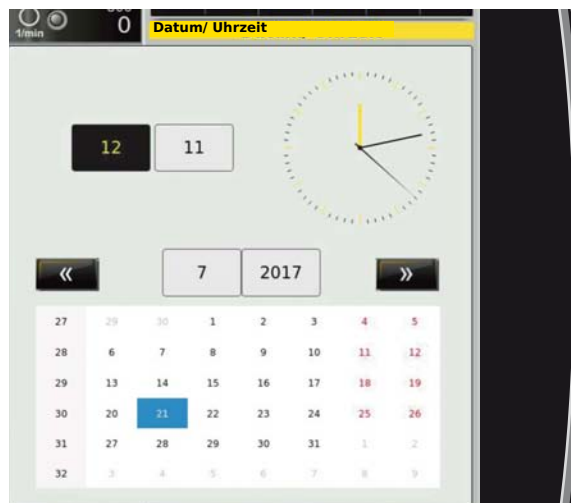 1/min
0
Datum/ Uhrzeit
12 11
7 2017
27 29 30 1 2 3 4 5
28 6 7 8 9 10 11 12
29 13 14 15 16 17 18 19
30 20 21 22 23 24 25 26
31 27 28 29 30 31 1 2
32 3 4 5 6 7 8 9